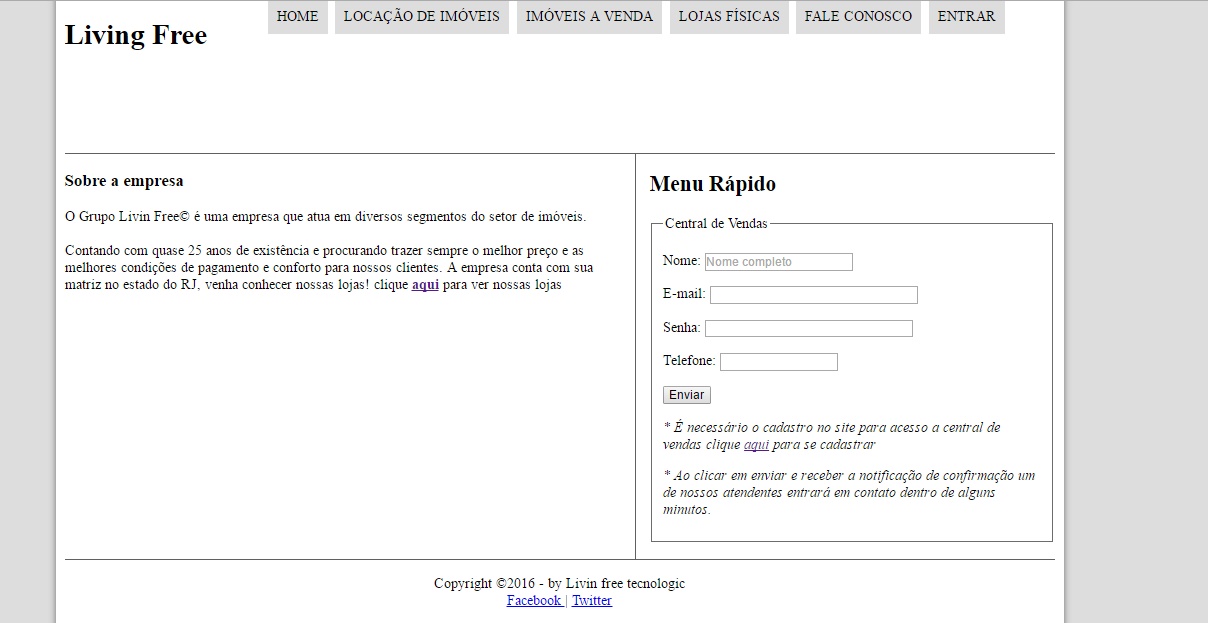 Living Free
HOME LOCAÇÃO DE IMÓVEIS IMÓVEIS A VENDA LOJAS FÍSICAS FALE CONOSCO ENTRAR
Sobre a empresa
O Grupo Livin Free© é uma empresa que atua em diversos segmentos do setor de imóveis.
Contando com quase 25 anos de existência e procurando trazer sempre o melhor preço e as
melhores condições de pagamento e conforto para nossos clientes. A empresa conta com sua
matriz no estado do RJ, venha conhecer nossas lojas! clique aqui para ver nossas lojas
Menu Rápido
Central de Vendas
Nome: Nome completo
E-mail:
Senha:
Telefone:
Enviar
* É necessário o cadastro no site para acesso a central de
vendas clique aqui para se cadastrar
* Ao clicar em enviar e receber a notificação de confirmação um
de nossos atendentes entrará em contato dentro de alguns
minutos.
Copyright ©2016 - by Livin free tecnologic
Facebook | Twitter